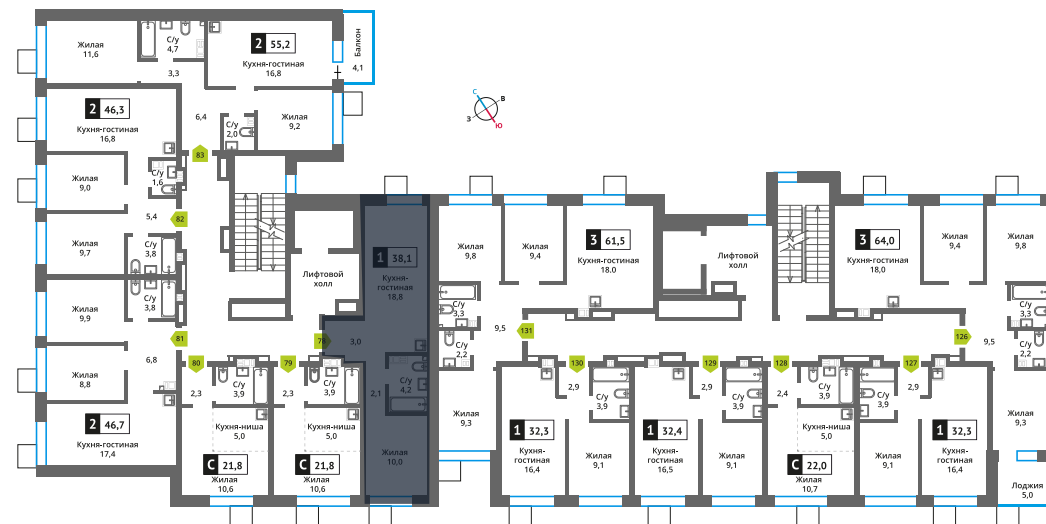 Жилая
11,6
С/у
4,7
3,3
2 55,2
Кухня-гостиная
16,8
Балкон
4,1
6,4
С/у
2,0
Жилая
9,2
83
2 46,3
Кухня-гостиная
16,8
Жилая
9,0
С/у
1,6
5,4
82
Жилая
9,7
С/у
3,8
Жилая
9,9
С/у
3,8
81
6,8
Жилая
8,8
2 46,7
Кухня-гостиная
17,4
С
В
З
Ю
Лифтовой
холл
1 38,1
Кухня-
гостиная
18,8
78
3,0
2,1
С/у
4,2
Жилая
10,0
80
2,3
С/у
3,9
Кухня-ниша
5,0
С 21,8
Жилая
10,6
79
2,3
С/у
3,9
Кухня-ниша
5,0
С 21,8
Жилая
10,6
Жилая
9,8
Жилая
9,4
3 61,5
Кухня-гостиная
18.0
С/у
3,3
9,5
131
С/у
2,2
Жилая
9,3
Лифтовой
холл
3 64,0
Кухня-гостиная
18,0
Жилая
9,4
Жилая
9,8
С/у
3,3
126
9,5
С/у
2,2
Жилая
9,3
Лоджия
5,0
130
2,9
С/у
3,9
1 32,3
Кухня-гостиная
16,4
Жилая
9,1
129
2,9
С/у
3,9
1 32,4
Кухня-гостиная
16,5
Жилая
9,1
128
2,4
С/у
3,9
Кухня-ниша
5,0
С 22,0
Жилая
10,7
127
2,9
С/у
3,9
Жилая
9,1
1 32,3
Кухня-гостиная
16,4